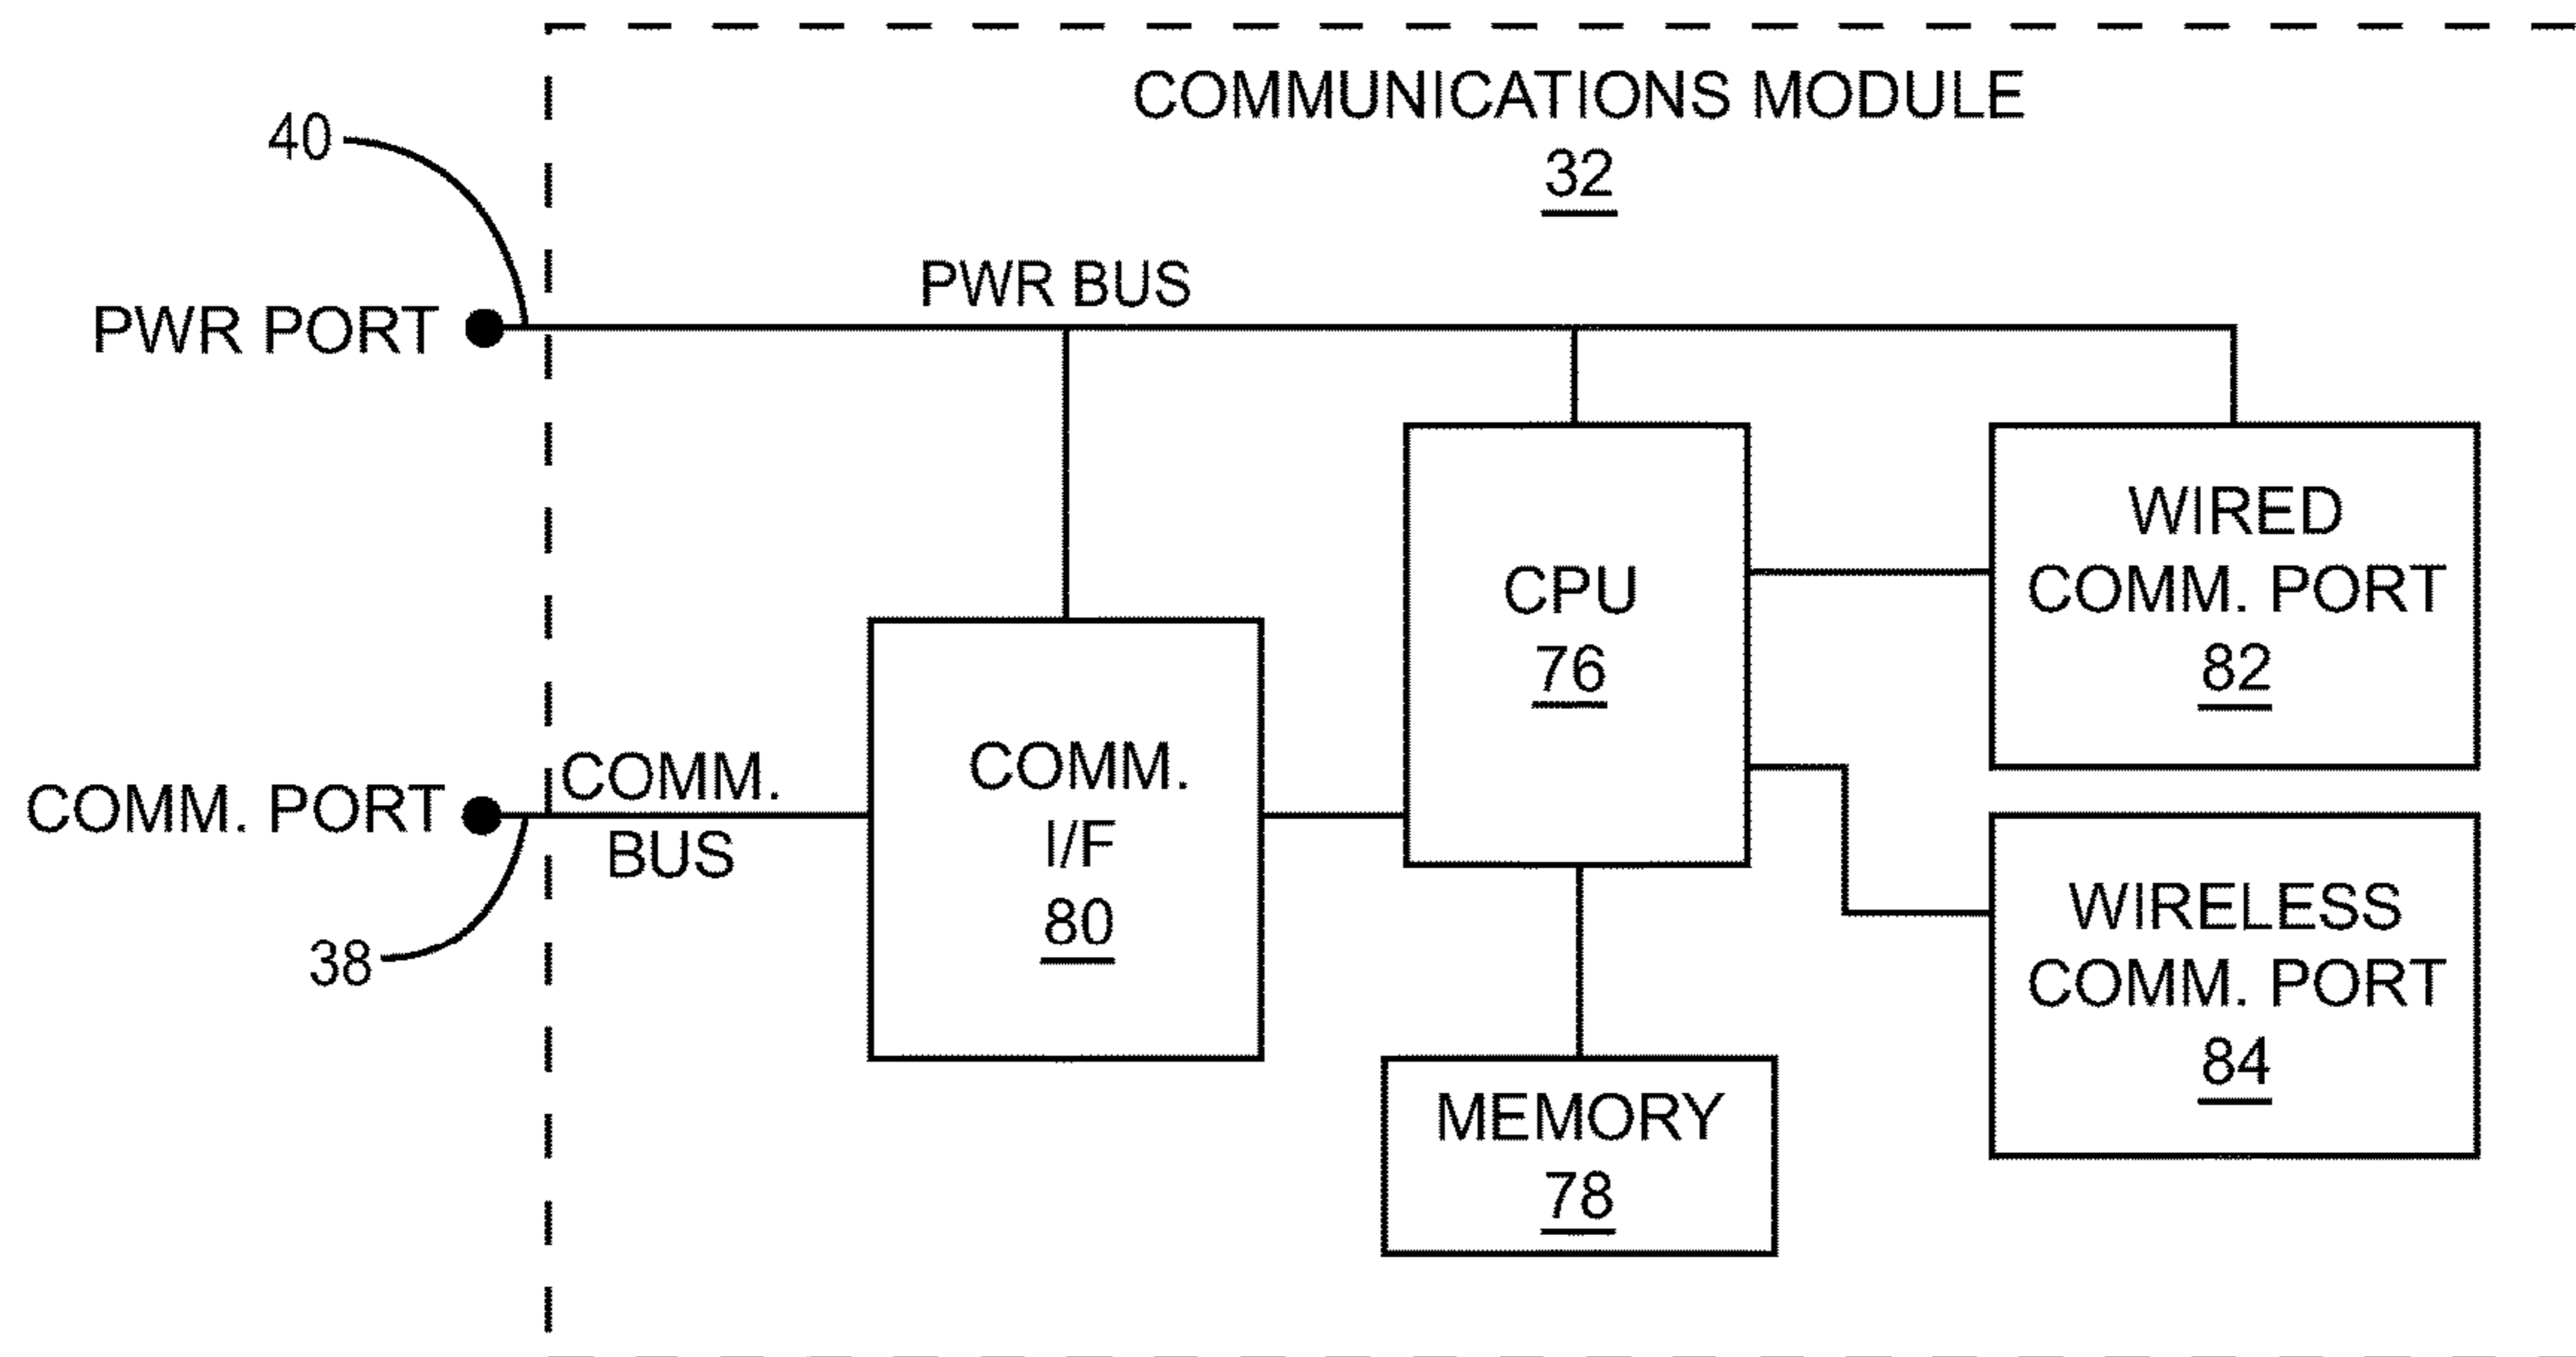 COMMUNICATIONS MODULE
32
40
PWR BUS
PWR PORT
WIRED
COMM. PORT
82
CPU
76
COMM. PORT
COMM.
BUS
38
COMM.
I/F
80
WIRELESS
COMM. PORT
84
MEMORY
78